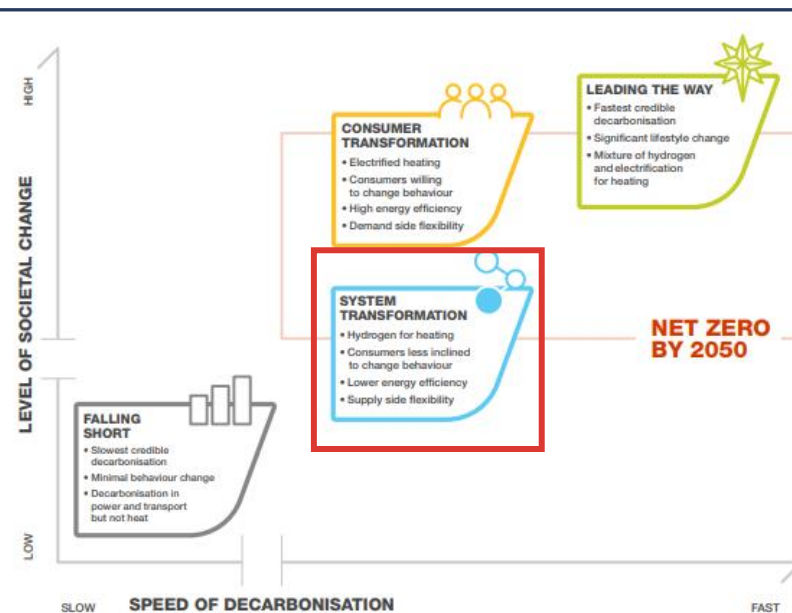 HIGH
LEVEL OF SOCIETAL CHANGE
LOW
CONSUMER
TRANSFORMATION
• Electrified heating
• Consumers willing
to change behaviour
• High energy efficiency
• Demand side flexibility
LEADING THE WAY
• Fastest credible
decarbonisation
• Significant lifestyle change
• Mixture of hydrogen
and electrification
for heating
SYSTEM
TRANSFORMATION
• Hydrogen for heating
• Consumers less inclined
to change behaviour
• Lower energy efficiency
• Supply side flexibility
NET ZERO
BY 2050
FALLING
SHORT
• Slowest credible
decarbonisation
• Minimal behaviour change
• Decarbonisation in
power and transport
but not heat
SLOW
SPEED OF DECARBONISATION
FAST